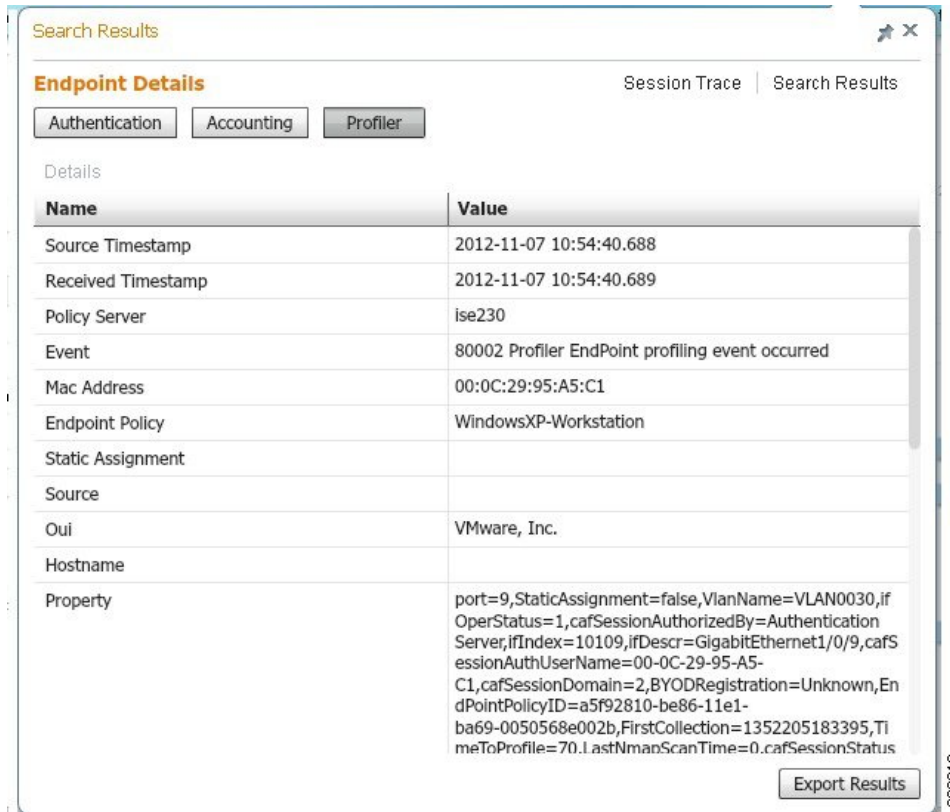 Search Results
Endpoint Details
Session Trace | Search Results
Authentication Accounting Profiler
Details
Name Value
Source Timestamp 2012-11-07 10:54:40.688
Received Timestamp 2012-11-07 10:54:40.689
Policy Server ise230
Event 80002 Profiler EndPoint profiling event occurred
Mac Address 00:0C:29:95:A5:C1
Endpoint Policy WindowsXP-Workstation
Static Assignment
Source
Oui VMware, Inc.
Hostname
Property port=9,StaticAssignment=false,VlanName=VLAN0030,if
OperStatus=1,cafSessionAuthorizedBy=Authentication
Server,ifIndex=10109,ifDescr=GigabitEthernet1/0/9,cafS
essionAuthUserName=00-0C-29-95-A5-
C1,cafSessionDomain=2,BYODRegistration=Unknown,En
dPointPolicyID=a5f92810-be86-11e1-
ba69-0050568e002b,FirstCollection=1352205183395,Ti
meToProfile=70,LastNmapScanTime=0,cafSessionStatus
Export Results